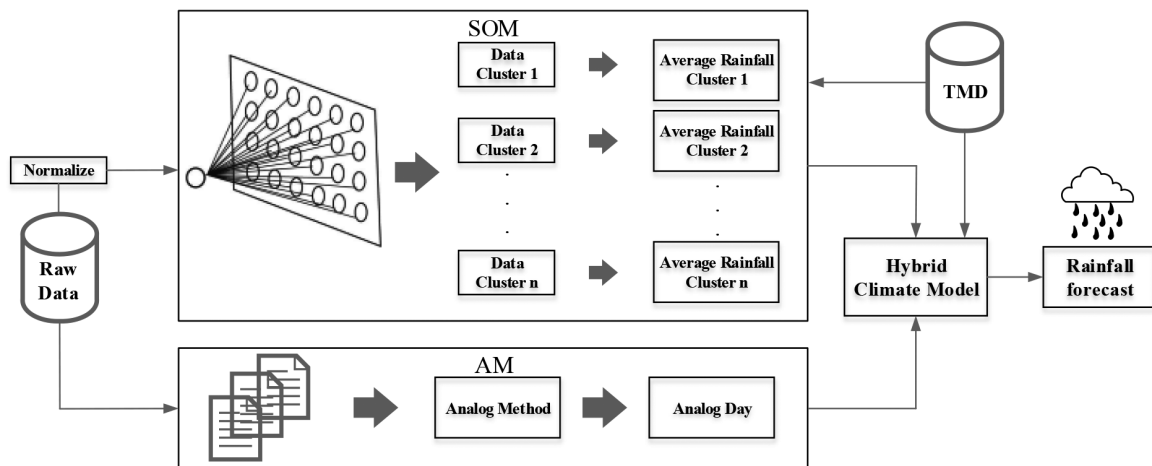 SOM
Data
Cluster 1
Average Rainfall
Cluster 1
TMD
Data
Cluster 2
Average Rainfall
Cluster 2
Normalize
.
.
.
.
.
.
Raw
Data
Data
Cluster n
Average Rainfall
Cluster n
Hybrid
Climate Model
Rainfall
forecast
AM
Analog Method
Analog Day